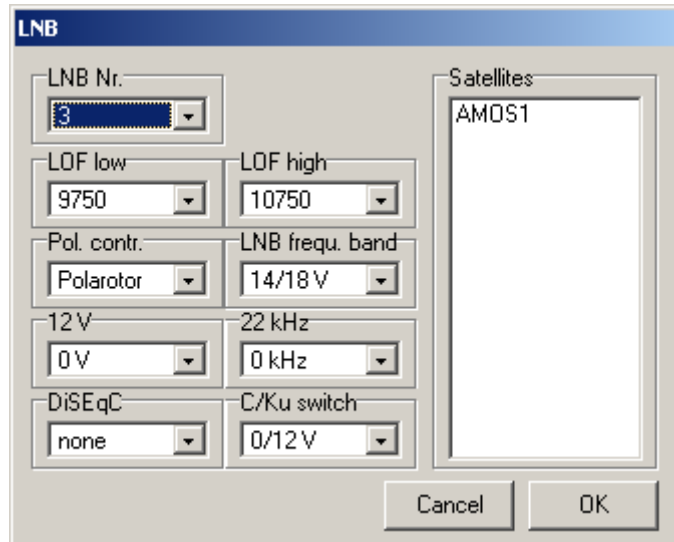 LNB
LNB Nr.
3
Satellites
AMOS1
LOF low
LOF high
9750
10750
Pol. contr.
LNB frequ. band
Polarotor
14/18 V
12 V
22 kHz
0 V
0 kHz
DiSEqC
C/Ku switch
none
0/12 V
Cancel
OK